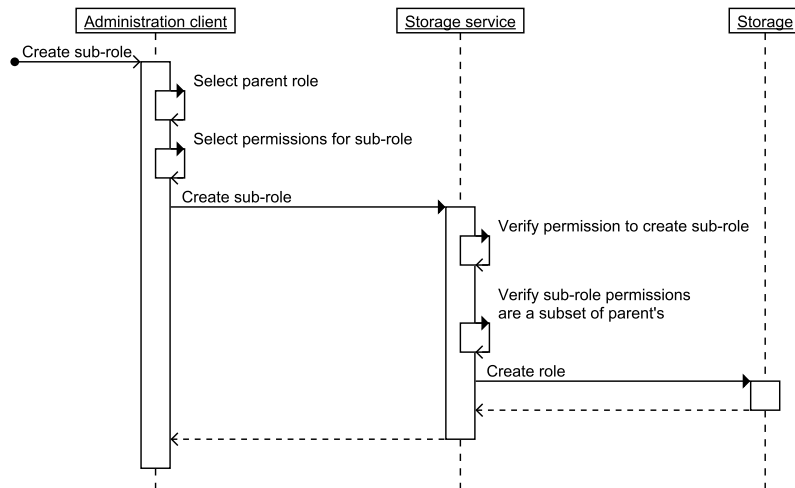 Administration client
Storage service
Storage
Create sub-role
Select parent role
Select permissions for sub-role
Create sub-role
Verify permission to create sub-role
Verify sub-role permissions
are a subset of parent's
Create role